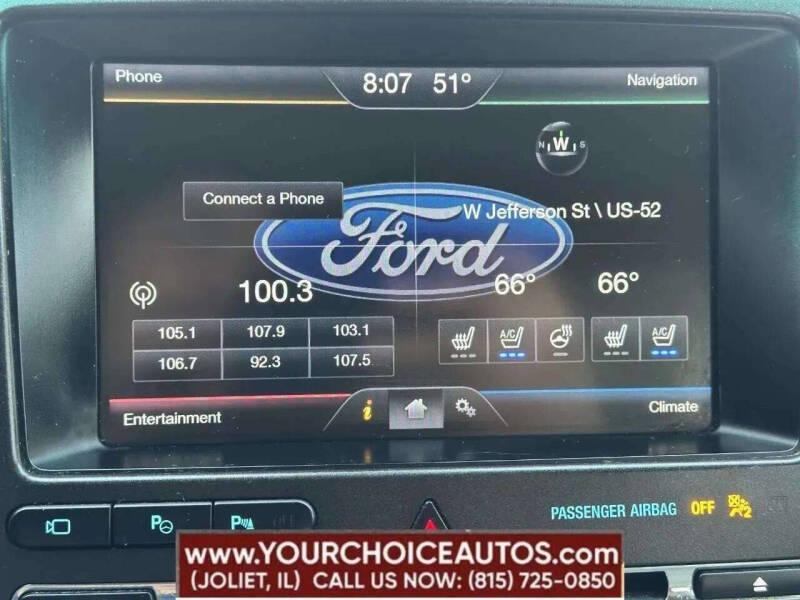 Phone 8:07 51° Navigation
N W S
Connect a Phone
W Jefferson St \ US-52
Ford
100.3 66° 66°
105.1 107.9 103.1
A/C A/C
106.7 92.3 107.5
Entertainment i Climate
P P PASSENGER AIRBAG OFF 2
www.YOURCHOICEAUTOS.com
(JOLIET, IL) CALL US NOW: (815) 725-0850